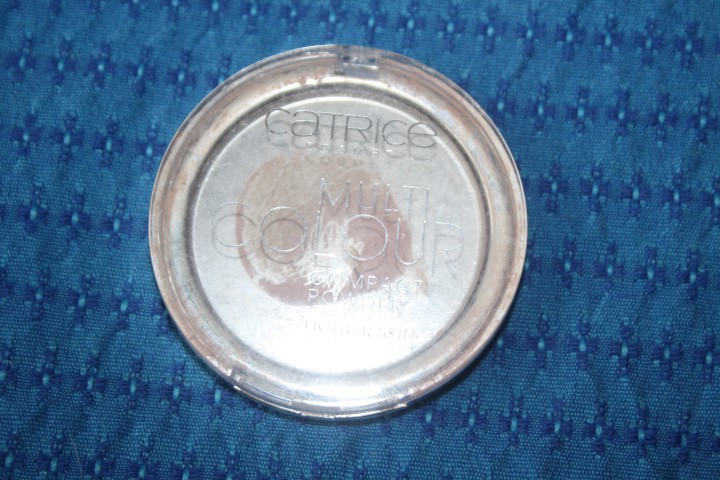 CATRICE
MULTI
COLOUR
COMPACT
POWDER
LIGHTER SKIN